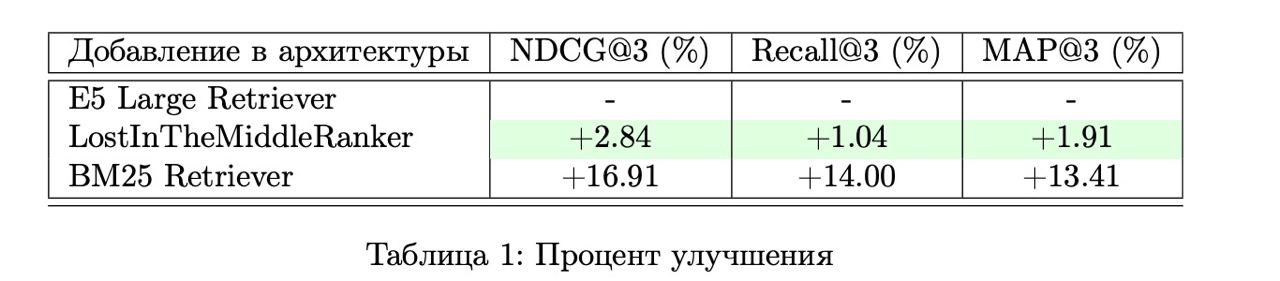 Добавление в архитектуры NDCG@3 (%) Recall@3 (%) MAP@3 (%)
E5 Large Retriever - - -
LostInTheMiddleRanker +2.84 +1.04 +1.91
BM25 Retriever +16.91 +14.00 +13.41
Таблица 1: Процент улучшения